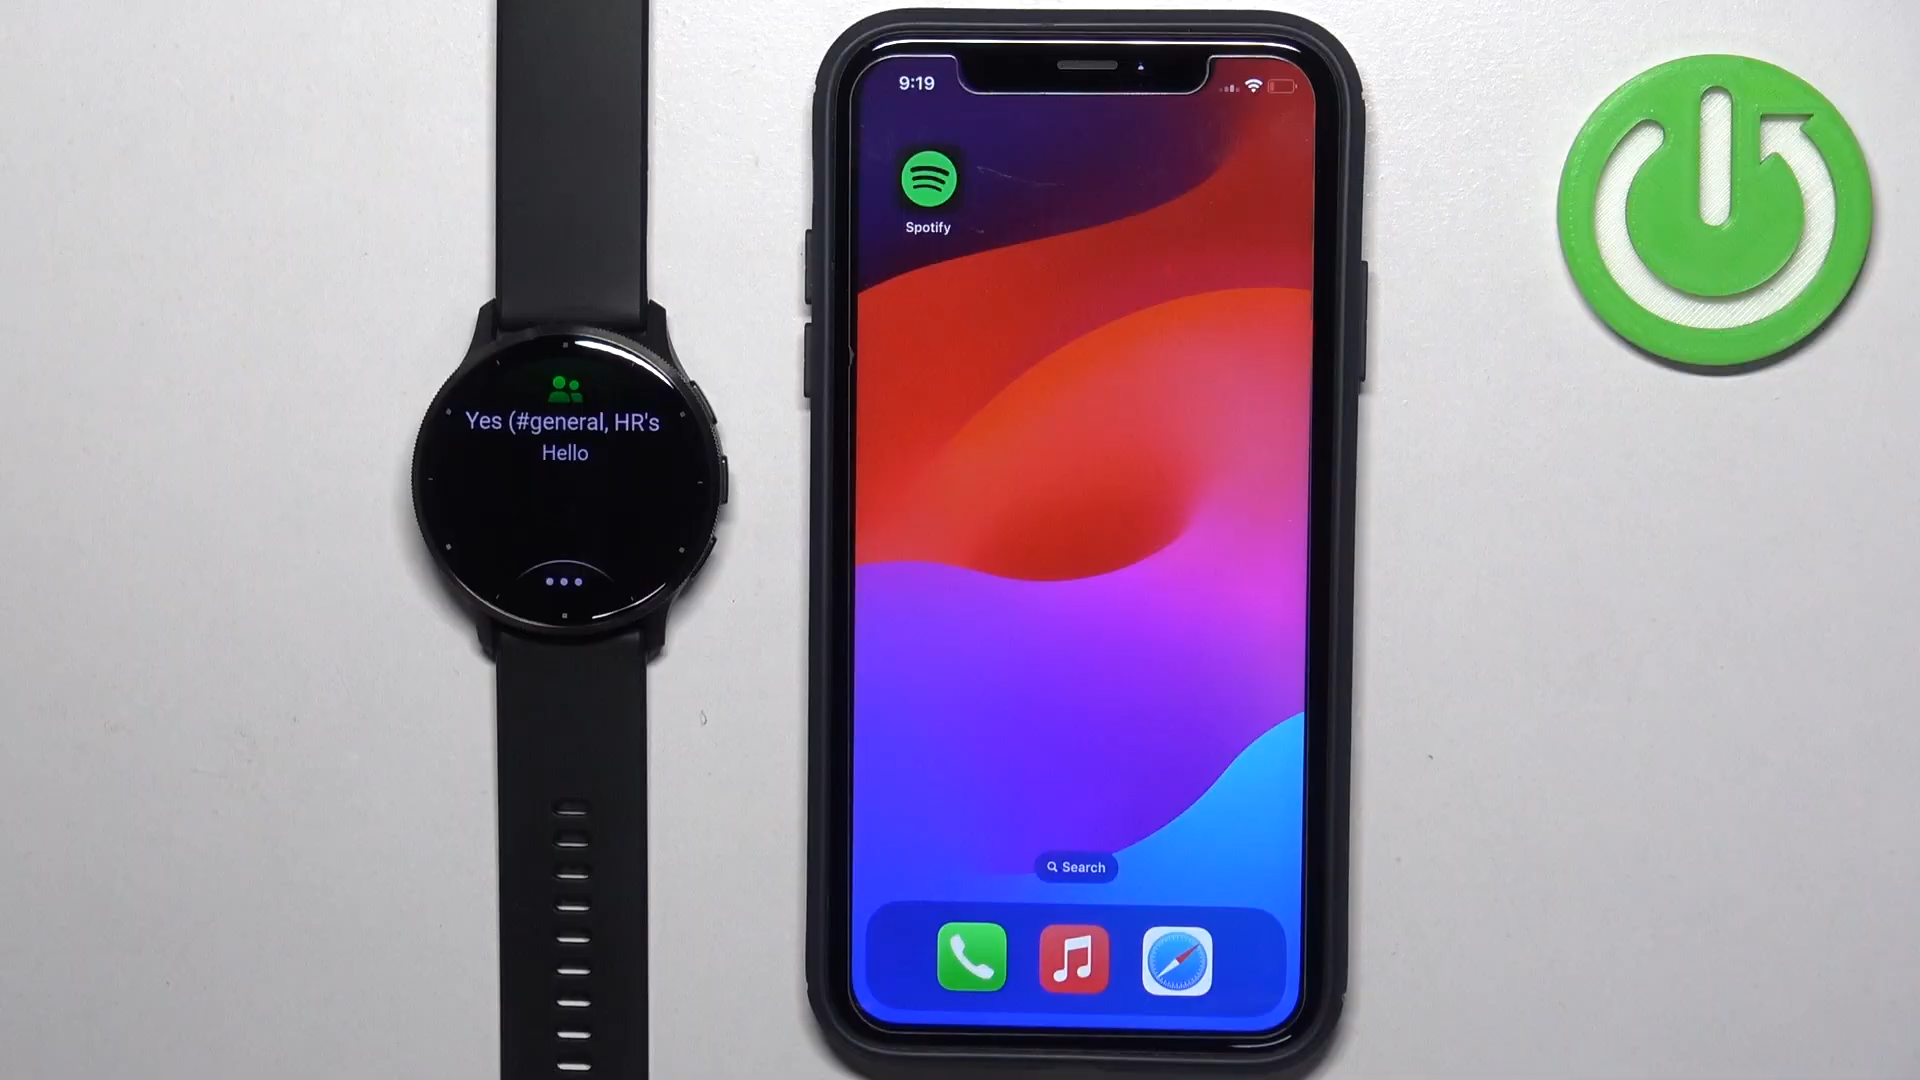 Yes (#general, HR's
Hello
9:19
Spotify
Search